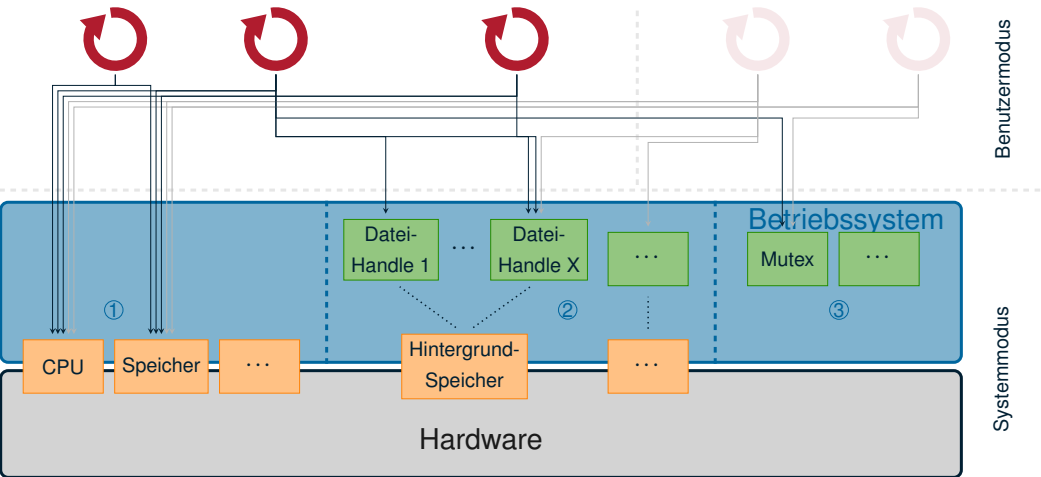 Benutzermodus
Betriebssystem
Datei-
Handle 1
...
Datei-
Handle X
...
Mutex
...
①
②
③
CPU
Speicher
...
Hintergrund-
Speicher
...
Systemmodus
Hardware